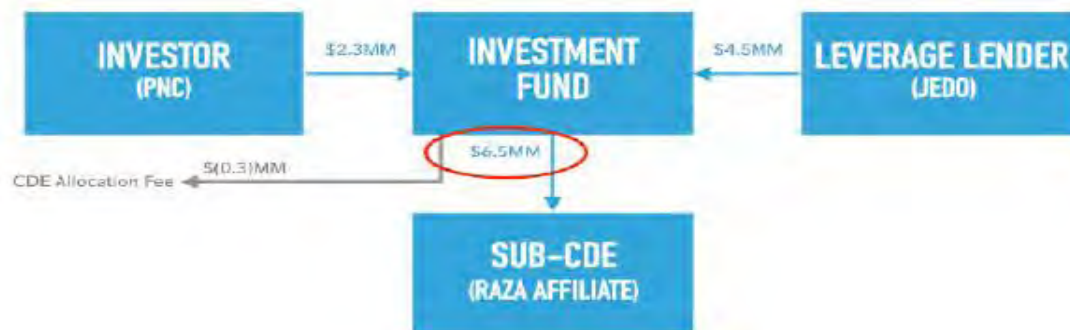 INVESTOR
(PNC)
$2.3MM
INVESTMENT
FUND
$4.5MM
LEVERAGE LENDER
(JEDO)
$6.5MM
$(0.3)MM
CDE Allocation Fee
SUB-CDE
(RAZA AFFILIATE)